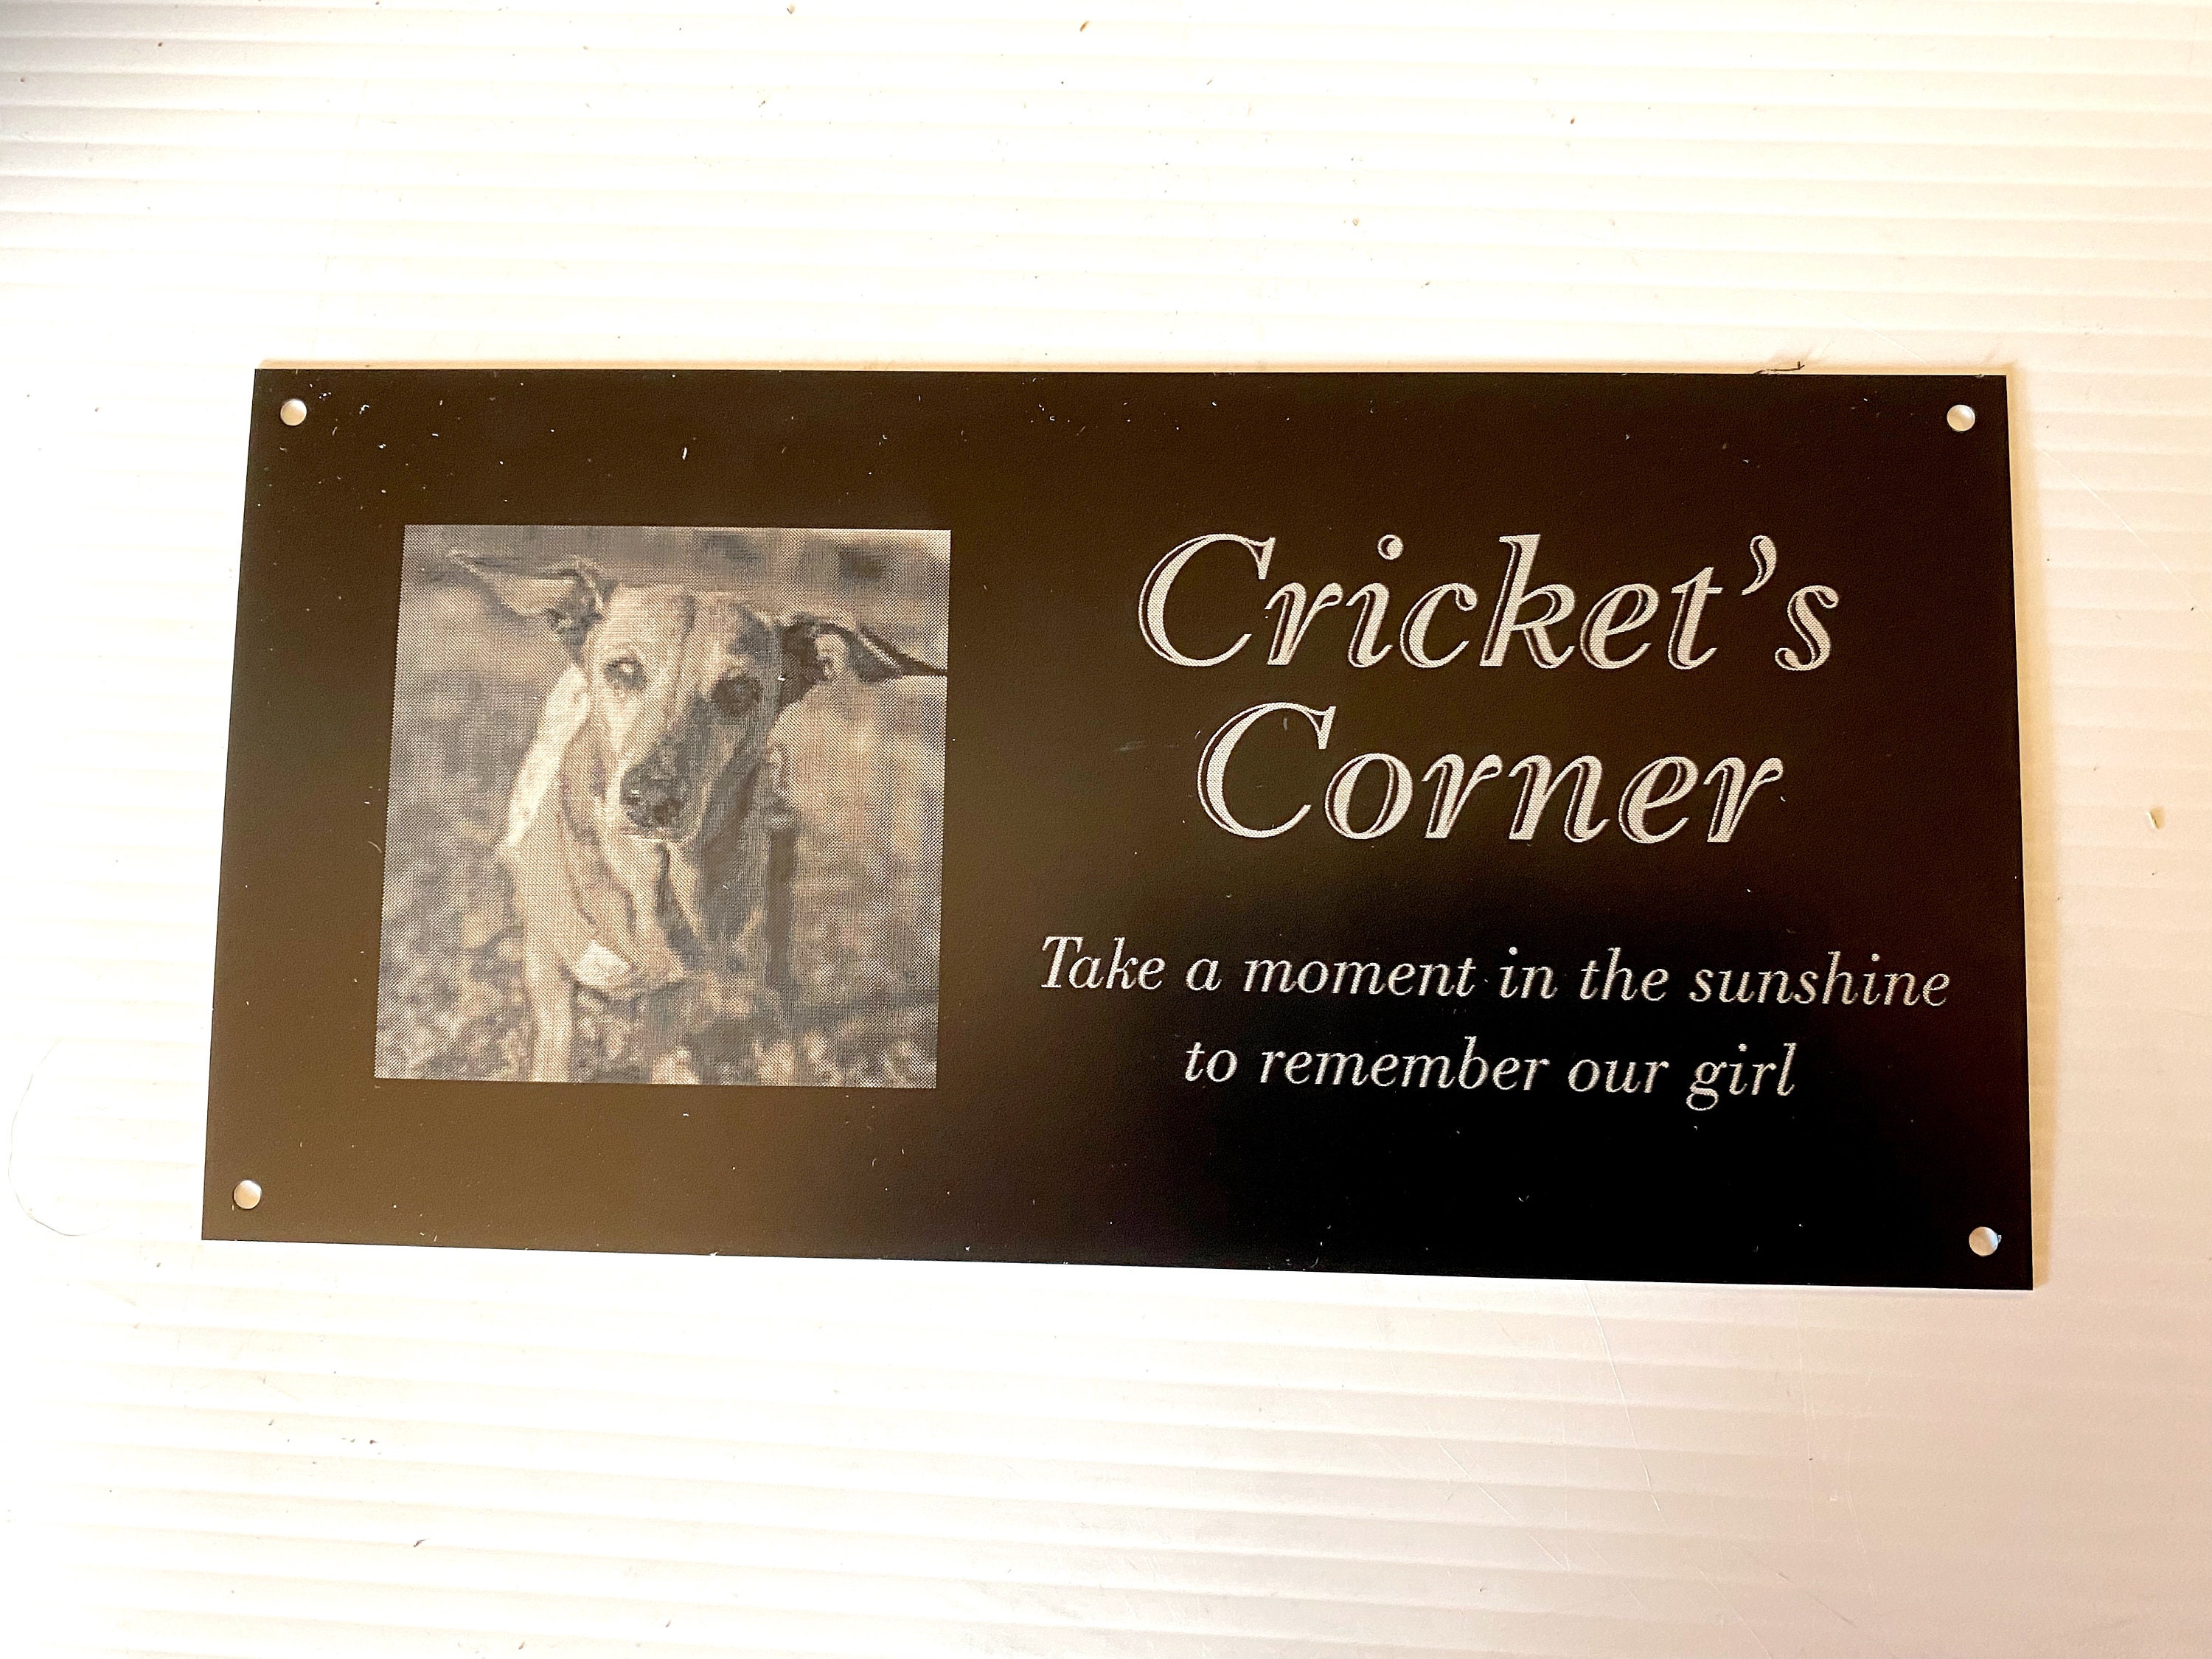 Cricket's
Corner
Take a moment in the sunshine
to remember our girl